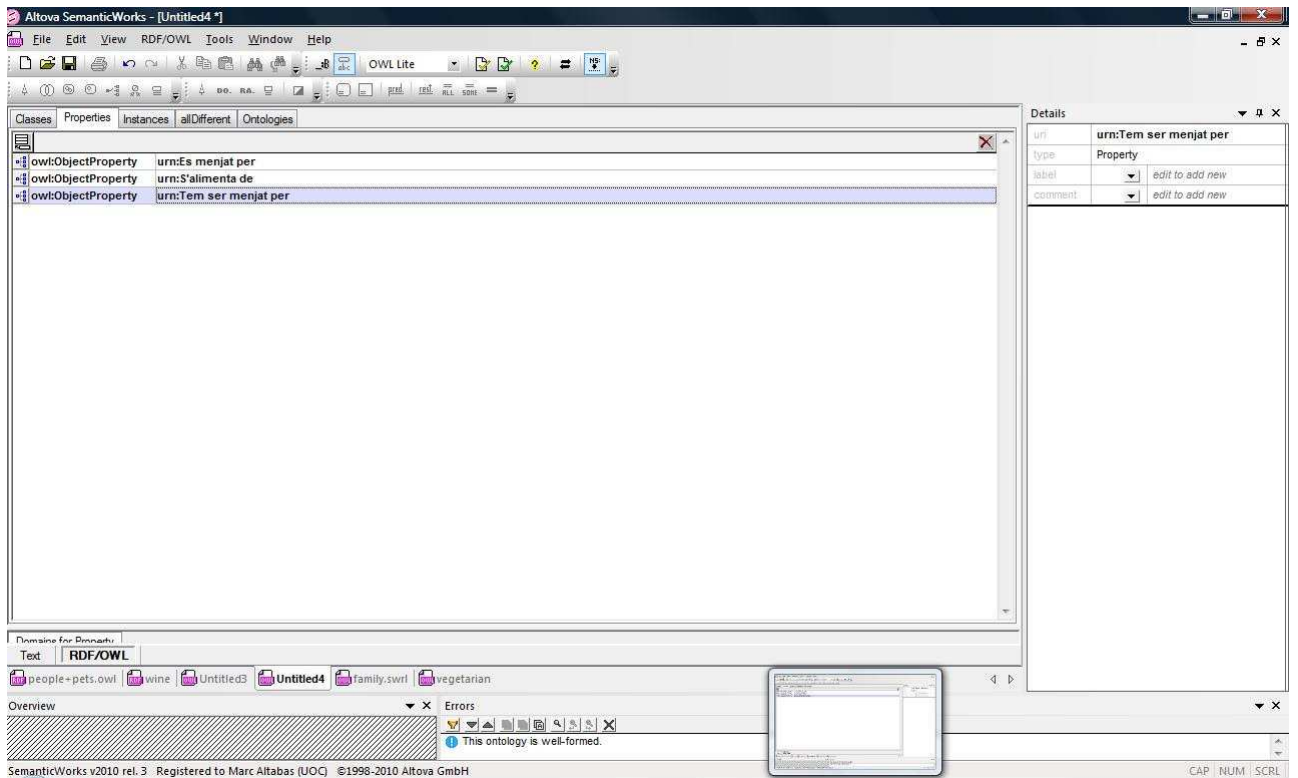 Altova SemanticWorks - [Untitled4 *]
File Edit View RDF/OWL Tools Window Help
OWL Lite
Classes Properties Instances allDifferent Ontologies
owl:ObjectProperty urn:Es menjat per
owl:ObjectProperty urn:S'alimenta de
owl:ObjectProperty urn:Tem ser menjat per
Details
uri urn:Tem ser menjat per
type Property
label edit to add new
comment edit to add new
Domains for Property
Text RDF/OWL
people+pets.owl wine Untitled3 Untitled4 family.swrl vegetarian
Overview
Errors
This ontology is well-formed.
SemanticWorks v2010 rel. 3 Registered to Marc Altabas (UOC) ©1998-2010 Altova GmbH
CAP NUM SCRL